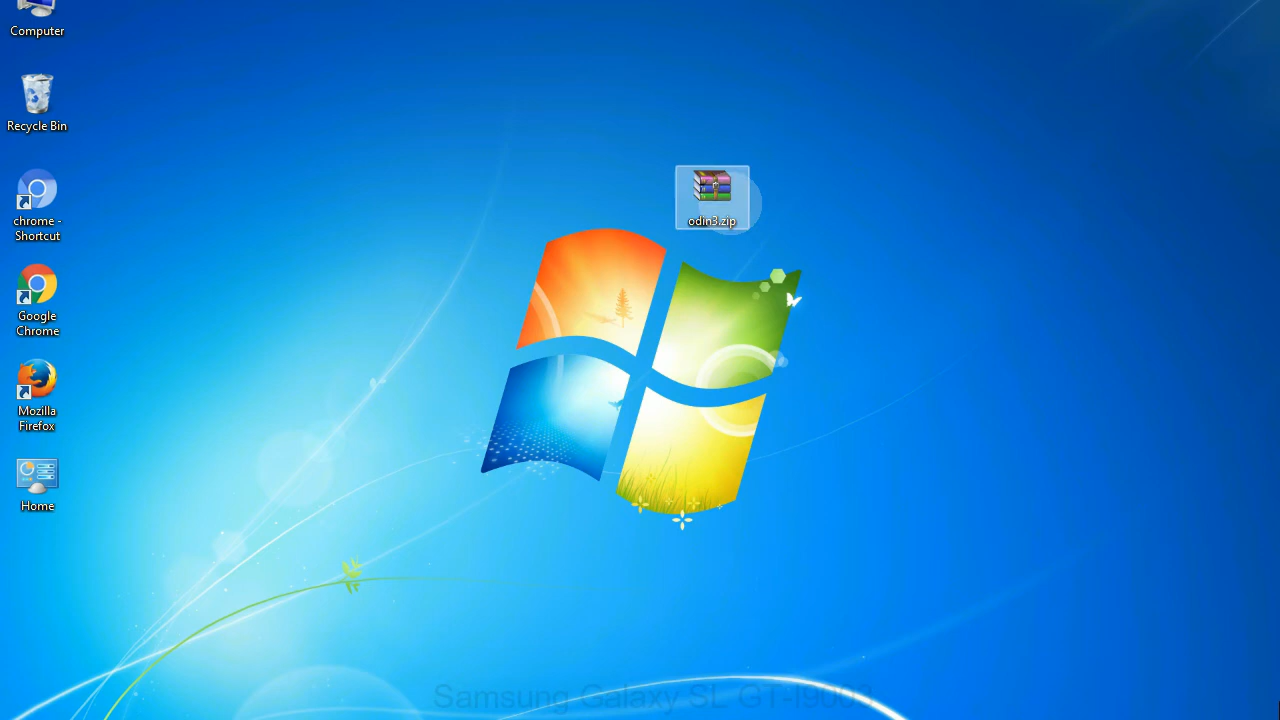 Computer
Recycle Bin
chrome -
Shortcut
Google
Chrome
Mozilla
Firefox
Home
odin3.zip
Samsung Galaxy SL GT-I9003